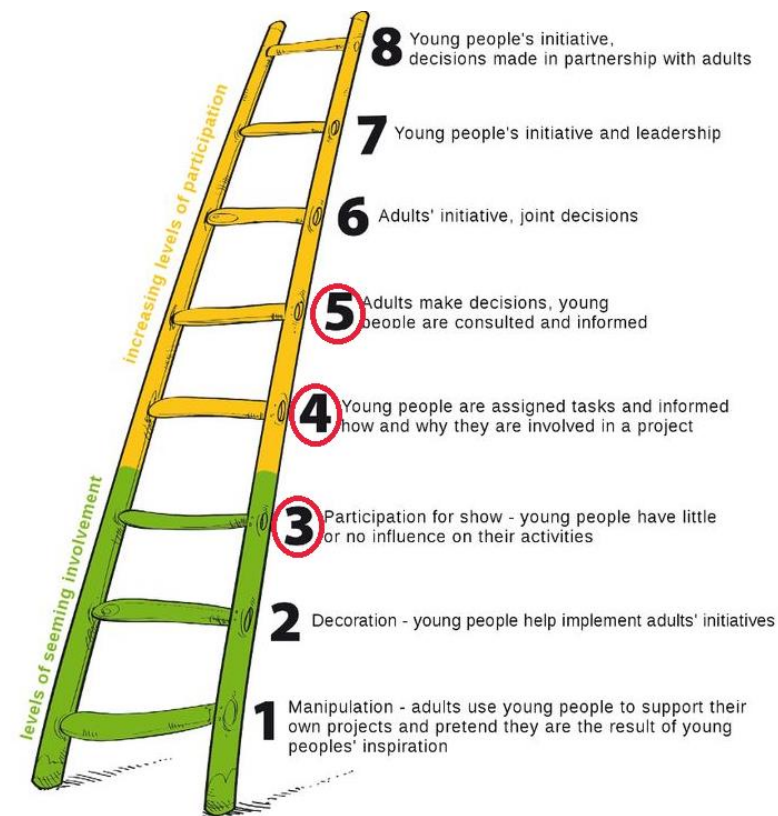 8 Young people's initiative,
decisions made in partnership with adults
7 Young people's initiative and leadership
6 Adults' initiative, joint decisions
5 Adults make decisions, young
people are consulted and informed
4 Young people are assigned tasks and informed
how and why they are involved in a project
3 Participation for show - young people have little
or no influence on their activities
2 Decoration - young people help implement adults' initiatives
1 Manipulation - adults use young people to support their
own projects and pretend they are the result of young
peoples' inspiration
increasing levels of participation
levels of seeming involvement